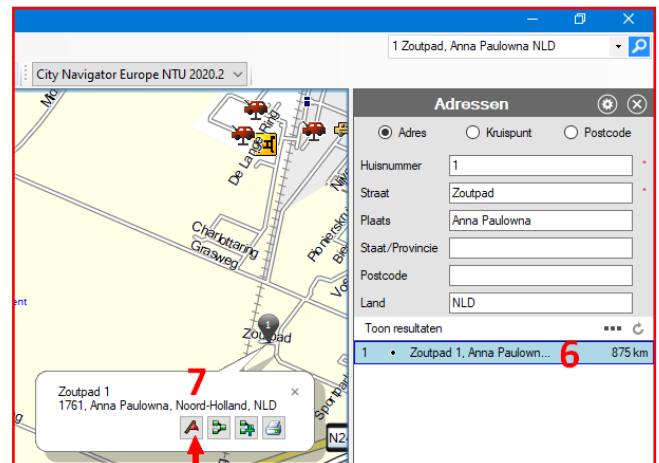 1 Zoutpad, Anna Paulowna NLD
City Navigator Europe NTU 2020.2
Adressen
Adres
Kruispunt
Postcode
Huisnummer
1
*
Straat
Zoutpad
*
Plaats
Anna Paulowna
Staat/Provincie
Postcode
Land
NLD
Toon resultaten
1 • Zoutpad 1, Anna Paulown... 6 875 km
De Lange Ring
Charlottaring
Grasweg
1
Zoutpad
7
Zoutpad 1
1761, Anna Paulowna, Noord-Holland, NLD